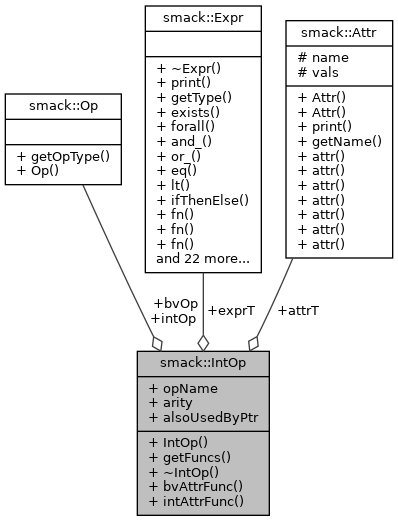 smack::Expr
+ ~Expr()
+ print()
+ getType()
+ exists()
+ forall()
+ and_()
+ or_()
+ eq()
+ lt()
+ ifThenElse()
+ fn()
+ fn()
+ fn()
and 22 more...
smack::Attr
# name
# vals
+ Attr()
+ Attr()
+ print()
+ getName()
+ attr()
+ attr()
+ attr()
+ attr()
+ attr()
+ attr()
+ attr()
smack::Op
+ getOpType()
+ Op()
+bvOp
+intOp
+exprT
+attrT
smack::IntOp
+ opName
+ arity
+ alsoUsedByPtr
+ IntOp()
+ getFuncs()
+ ~IntOp()
+ bvAttrFunc()
+ intAttrFunc()